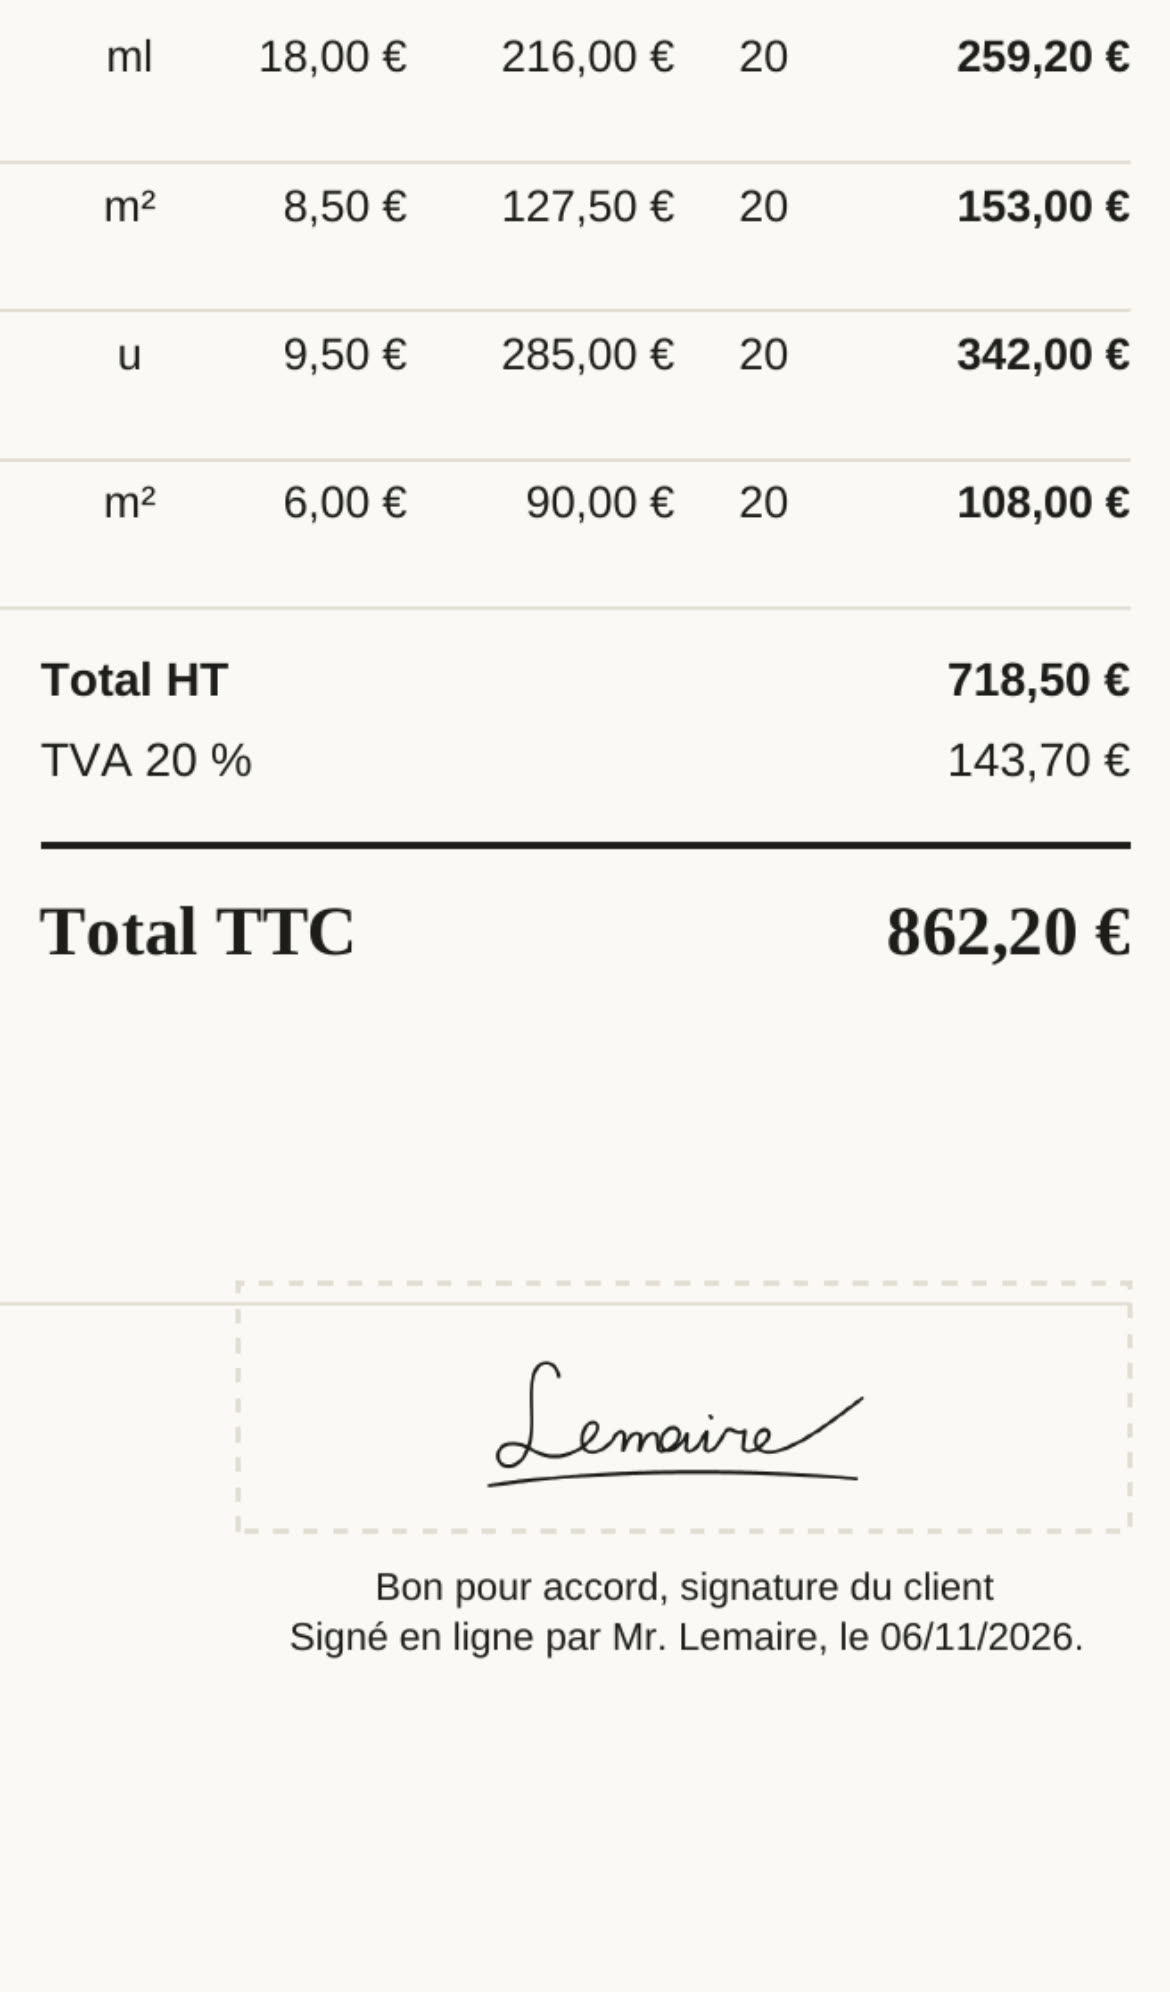 ml 18,00 € 216,00 € 20 259,20 €
m² 8,50 € 127,50 € 20 153,00 €
u 9,50 € 285,00 € 20 342,00 €
m² 6,00 € 90,00 € 20 108,00 €
Total HT 718,50 €
TVA 20 % 143,70 €
Total TTC 862,20 €
Lemaire
Bon pour accord, signature du client
Signé en ligne par Mr. Lemaire, le 06/11/2026.